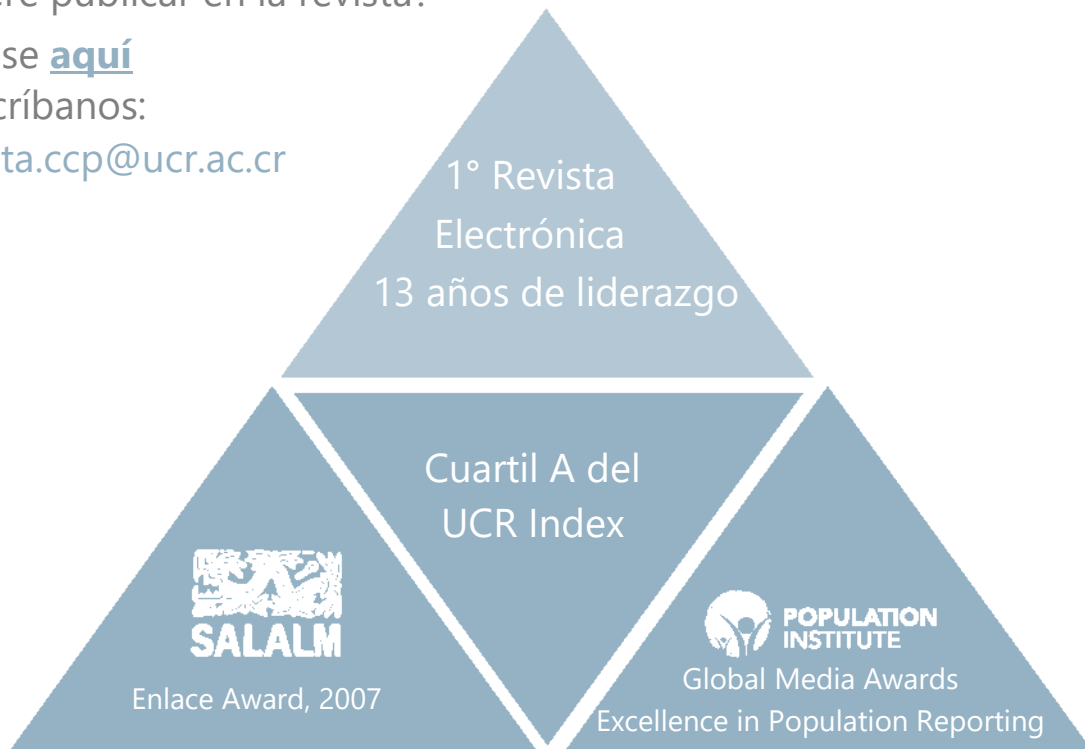 publicar en la revista?
se aquí
críbanos:
ta.ccp@ucr.ac.cr
1° Revista
Electrónica
13 años de liderazgo
Cuartil A del
UCR Index
SALALM
Enlace Award, 2007
POPULATION
INSTITUTE
Global Media Awards
Excellence in Population Reporting